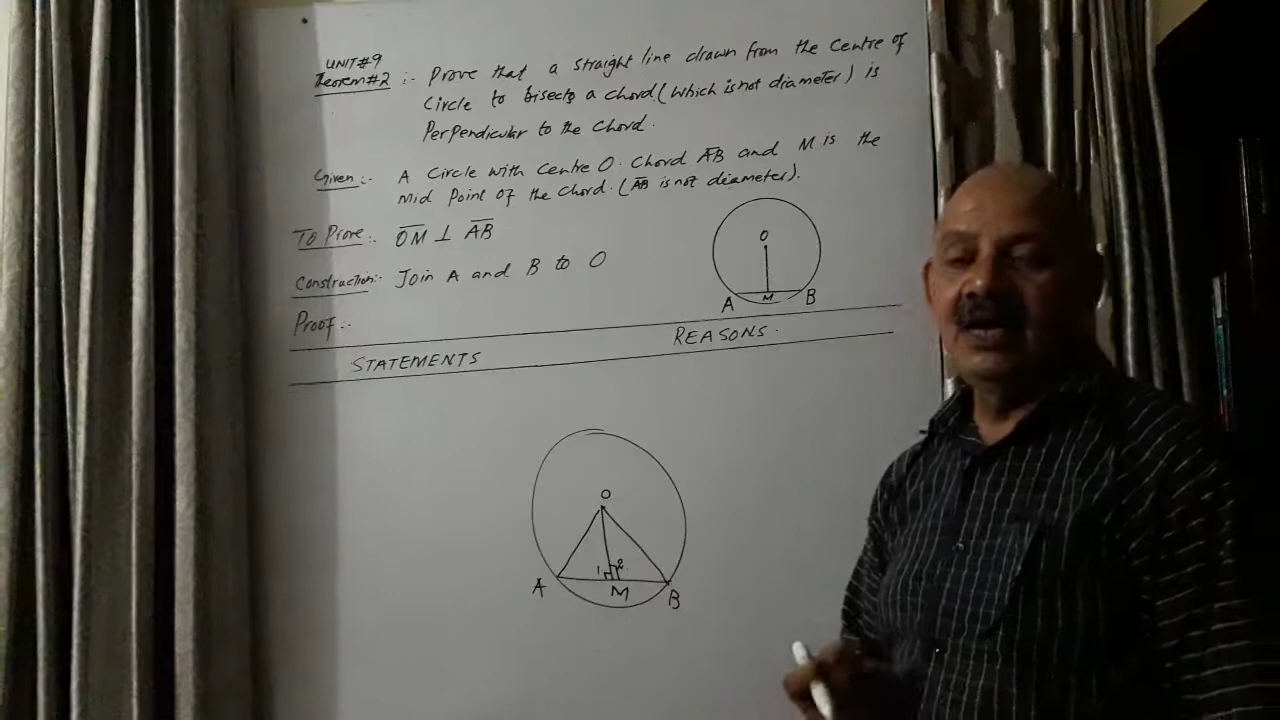 UNIT#9
Teorem#2 :- Prove that a straight line drawn from the Centre of
Circle to bisects a chord (which is not diameter) is
Perpendicular to the Chord.
Given:- A Circle with Centre O. Chord AB and M is the
Mid Point of the Chord. (AB is not diameter).
To Prove:- OM ⊥ AB
Construction:- Join A and B to O
Proof:-
O
A M B
STATEMENTS REASONS.
O
1 2
A M B